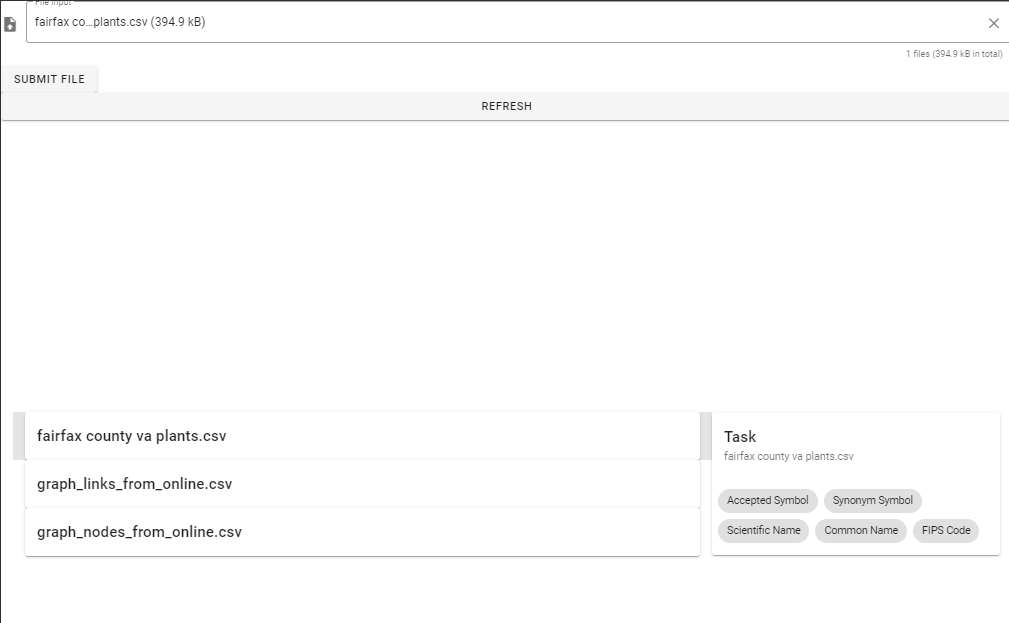 File input
fairfax co...plants.csv (394.9 kB)
1 files (394.9 kB in total)
SUBMIT FILE
REFRESH
fairfax county va plants.csv
graph_links_from_online.csv
graph_nodes_from_online.csv
Task
fairfax county va plants.csv
Accepted Symbol Synonym Symbol
Scientific Name Common Name FIPS Code